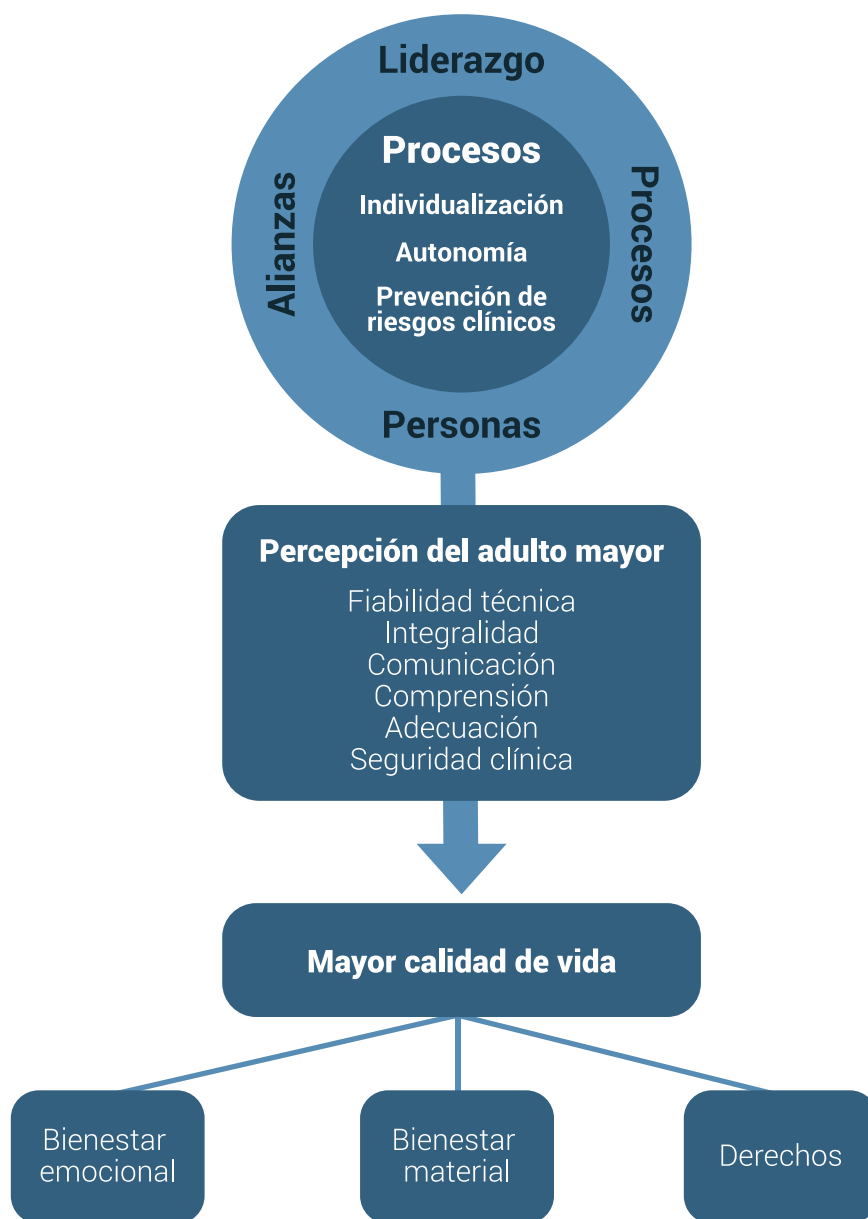 Liderazgo
Alianzas
Procesos
Individualización
Autonomía
Prevención de
riesgos clínicos
Procesos
Personas
Percepción del adulto mayor
Fiabilidad técnica
Integralidad
Comunicación
Comprensión
Adecuación
Seguridad clínica
Mayor calidad de vida
Bienestar
emocional
Bienestar
material
Derechos